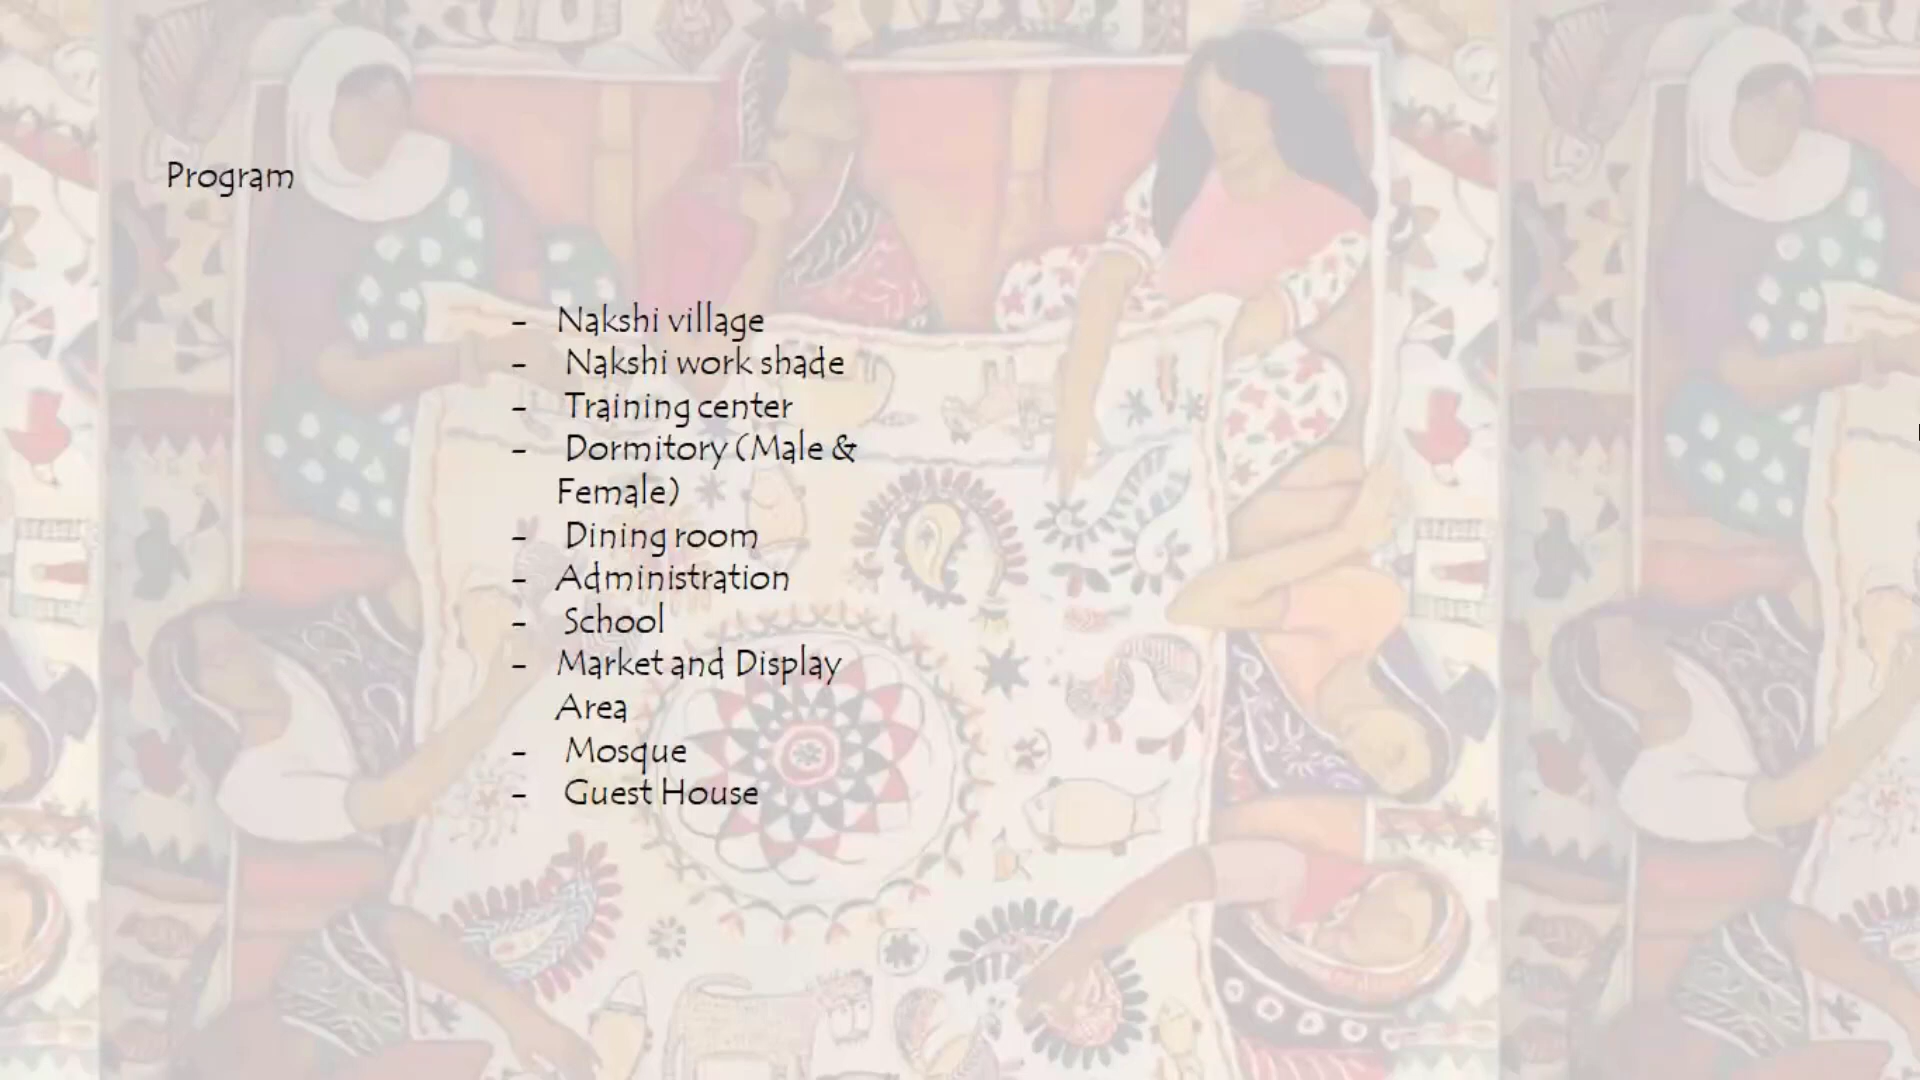 Program
- Nakshi village
- Nakshi work shade
- Training center
- Dormitory (Male &
Female)
- Dining room
- Administration
- School
- Market and Display
Area
- Mosque
- Guest House